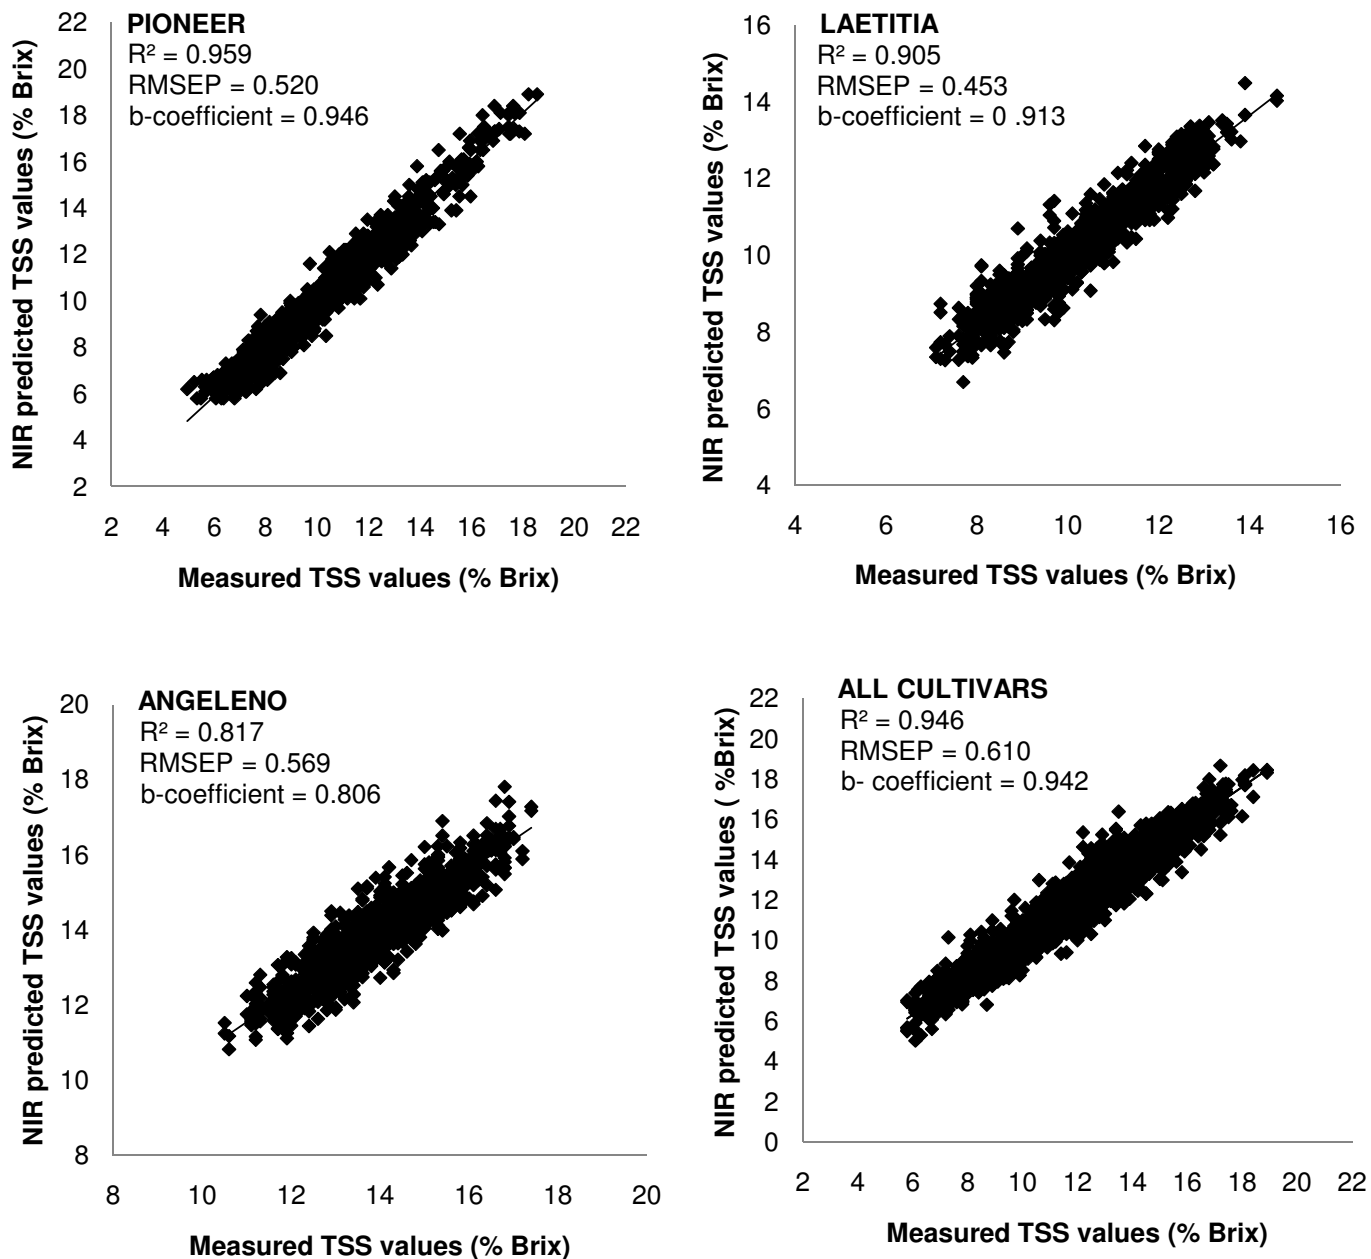 PIONEER
R² = 0.959
RMSEP = 0.520
b-coefficient = 0.946
NIR predicted TSS values (% Brix)
22
20
18
16
14
12
10
8
6
4
2
2 4 6 8 10 12 14 16 18 20 22
Measured TSS values (% Brix)
LAETITIA
R² = 0.905
RMSEP = 0.453
b-coefficient = 0 .913
NIR predicted TSS values (% Brix)
16
14
12
10
8
6
4
4 6 8 10 12 14 16
Measured TSS values (% Brix)
ANGELENO
R² = 0.817
RMSEP = 0.569
b-coefficient = 0.806
NIR predicted TSS values (% Brix)
20
18
16
14
12
10
8
8 10 12 14 16 18 20
Measured TSS values (% Brix)
ALL CULTIVARS
R² = 0.946
RMSEP = 0.610
b- coefficient = 0.942
NIR predicted TSS values ( %Brix)
22
20
18
16
14
12
10
8
6
4
2
0
2 4 6 8 10 12 14 16 18 20 22
Measured TSS values (% Brix)